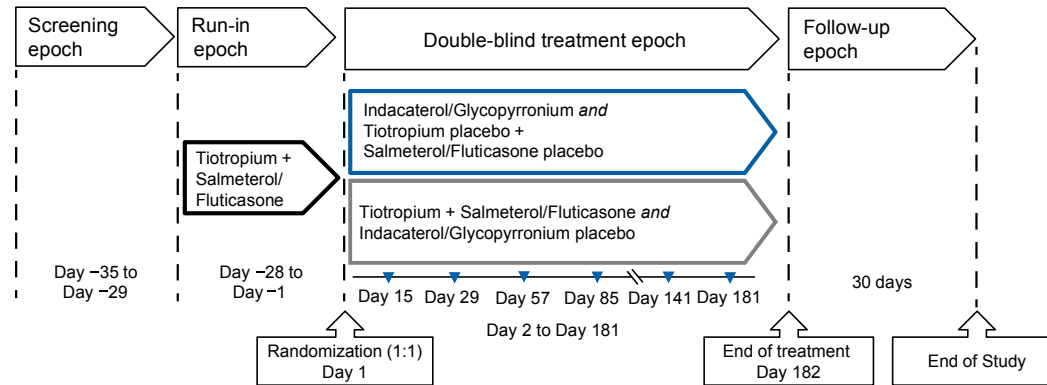 Screening
epoch
Run-in
epoch
Double-blind treatment epoch
Follow-up
epoch
Indacaterol/Glycopyrronium and
Tiotropium placebo +
Salmeterol/Fluticasone placebo
Tiotropium +
Salmeterol/
Fluticasone
Tiotropium + Salmeterol/Fluticasone and
Indacaterol/Glycopyrronium placebo
Day −35 to
Day −29
Day −28 to
Day −1
Day 15
Day 29
Day 57
Day 85
Day 141
Day 181
Day 2 to Day 181
30 days
Randomization (1:1)
Day 1
End of treatment
Day 182
End of Study